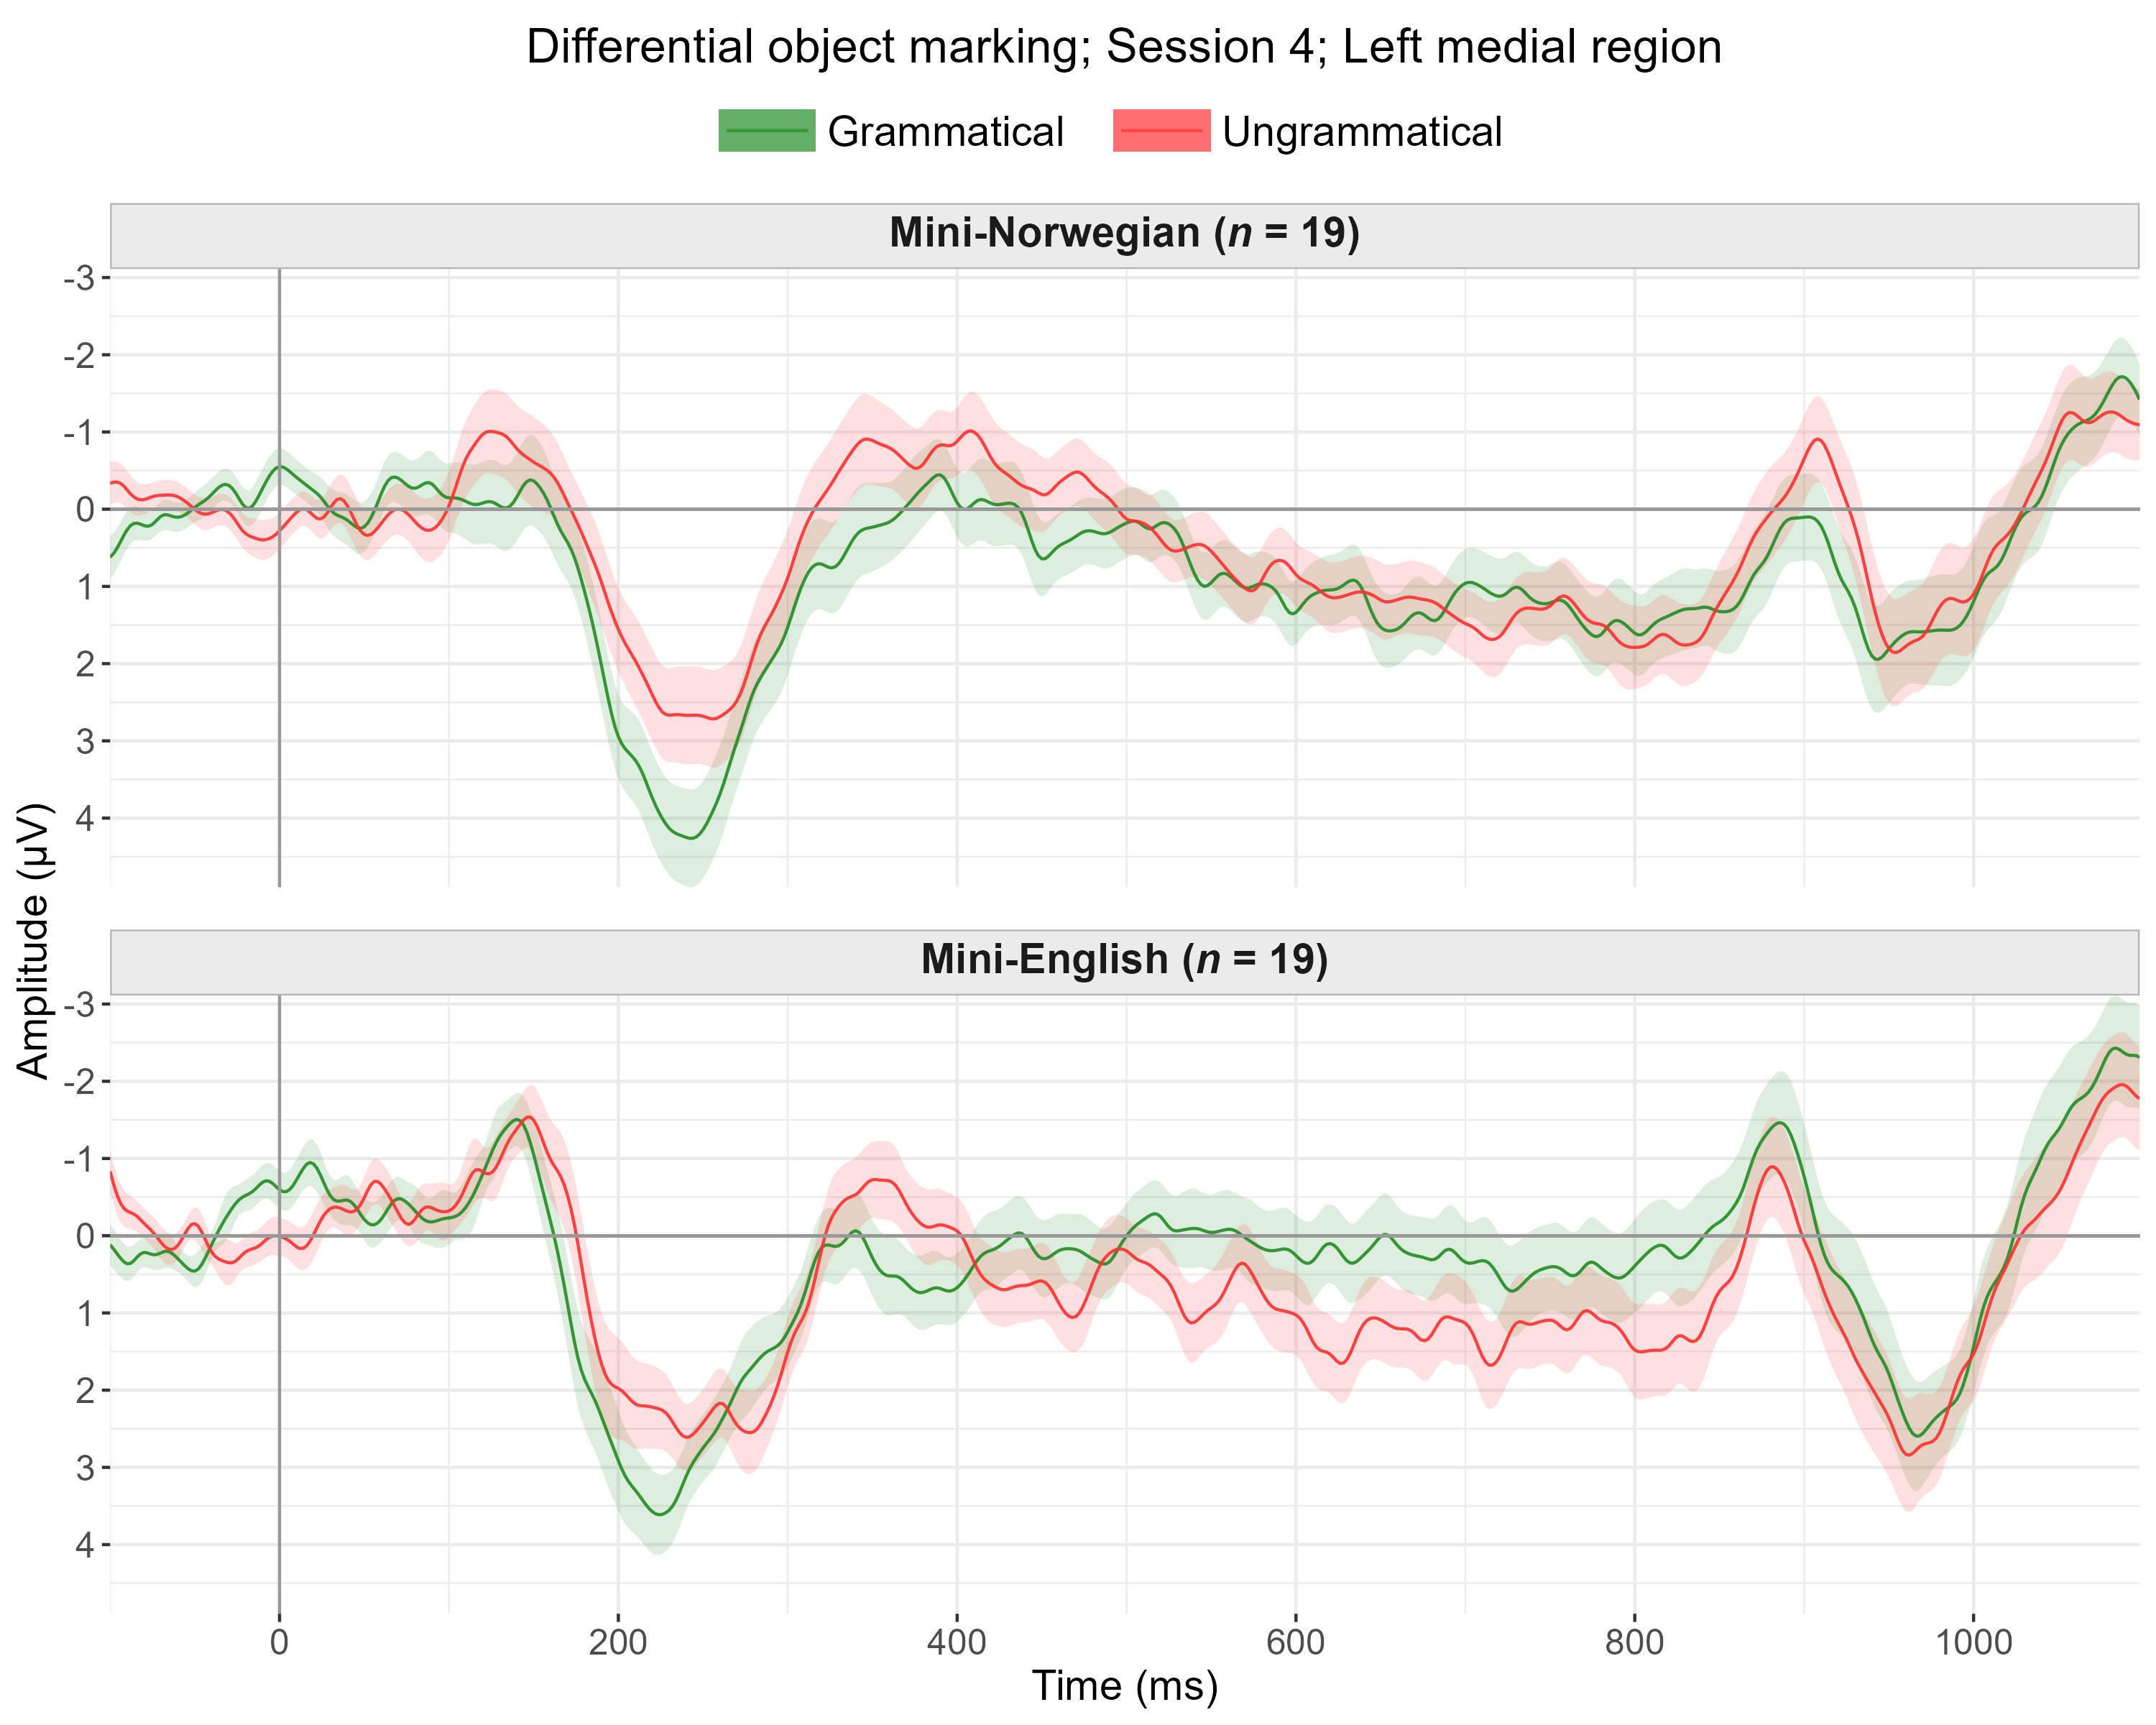 Differential object marking; Session 4; Left medial region
Grammatical
Ungrammatical
Mini-Norwegian (n = 19)
-3
-2
-1
0
1
2
3
4
Amplitude (µV)
Mini-English (n = 19)
-3
-2
-1
0
1
2
3
4
0 200 400 600 800 1000
Time (ms)